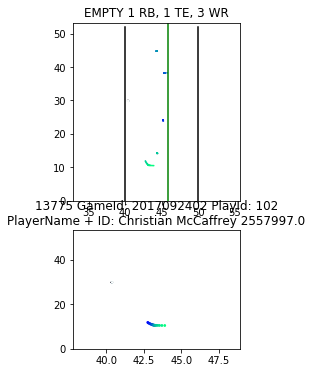 EMPTY 1 RB, 1 TE, 3 WR
50
40
30
20
10
0
35 40 45 50 55
13775 GameId: 2017092402 PlayId: 102
PlayerName + ID: Christian McCaffrey 2557997.0
40
20
0
40.0 42.5 45.0 47.5